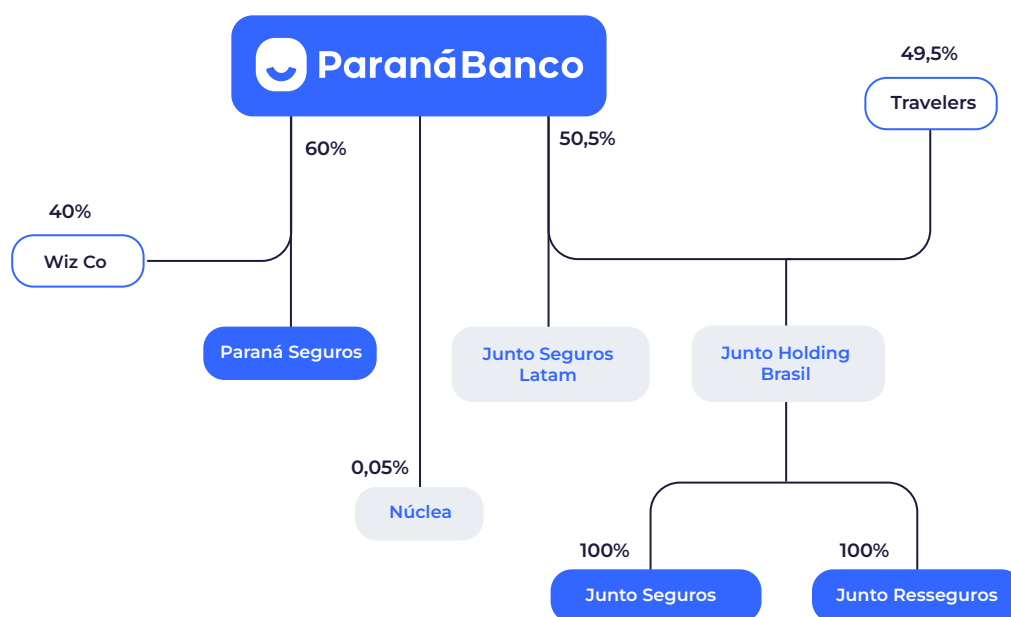 ParanáBanco
49,5%
Travelers
60%
50,5%
40%
Wiz Co
Paraná Seguros
Junto Seguros
Latam
Junto Holding
Brasil
0,05%
Núclea
100%
100%
Junto Seguros
Junto Resseguros